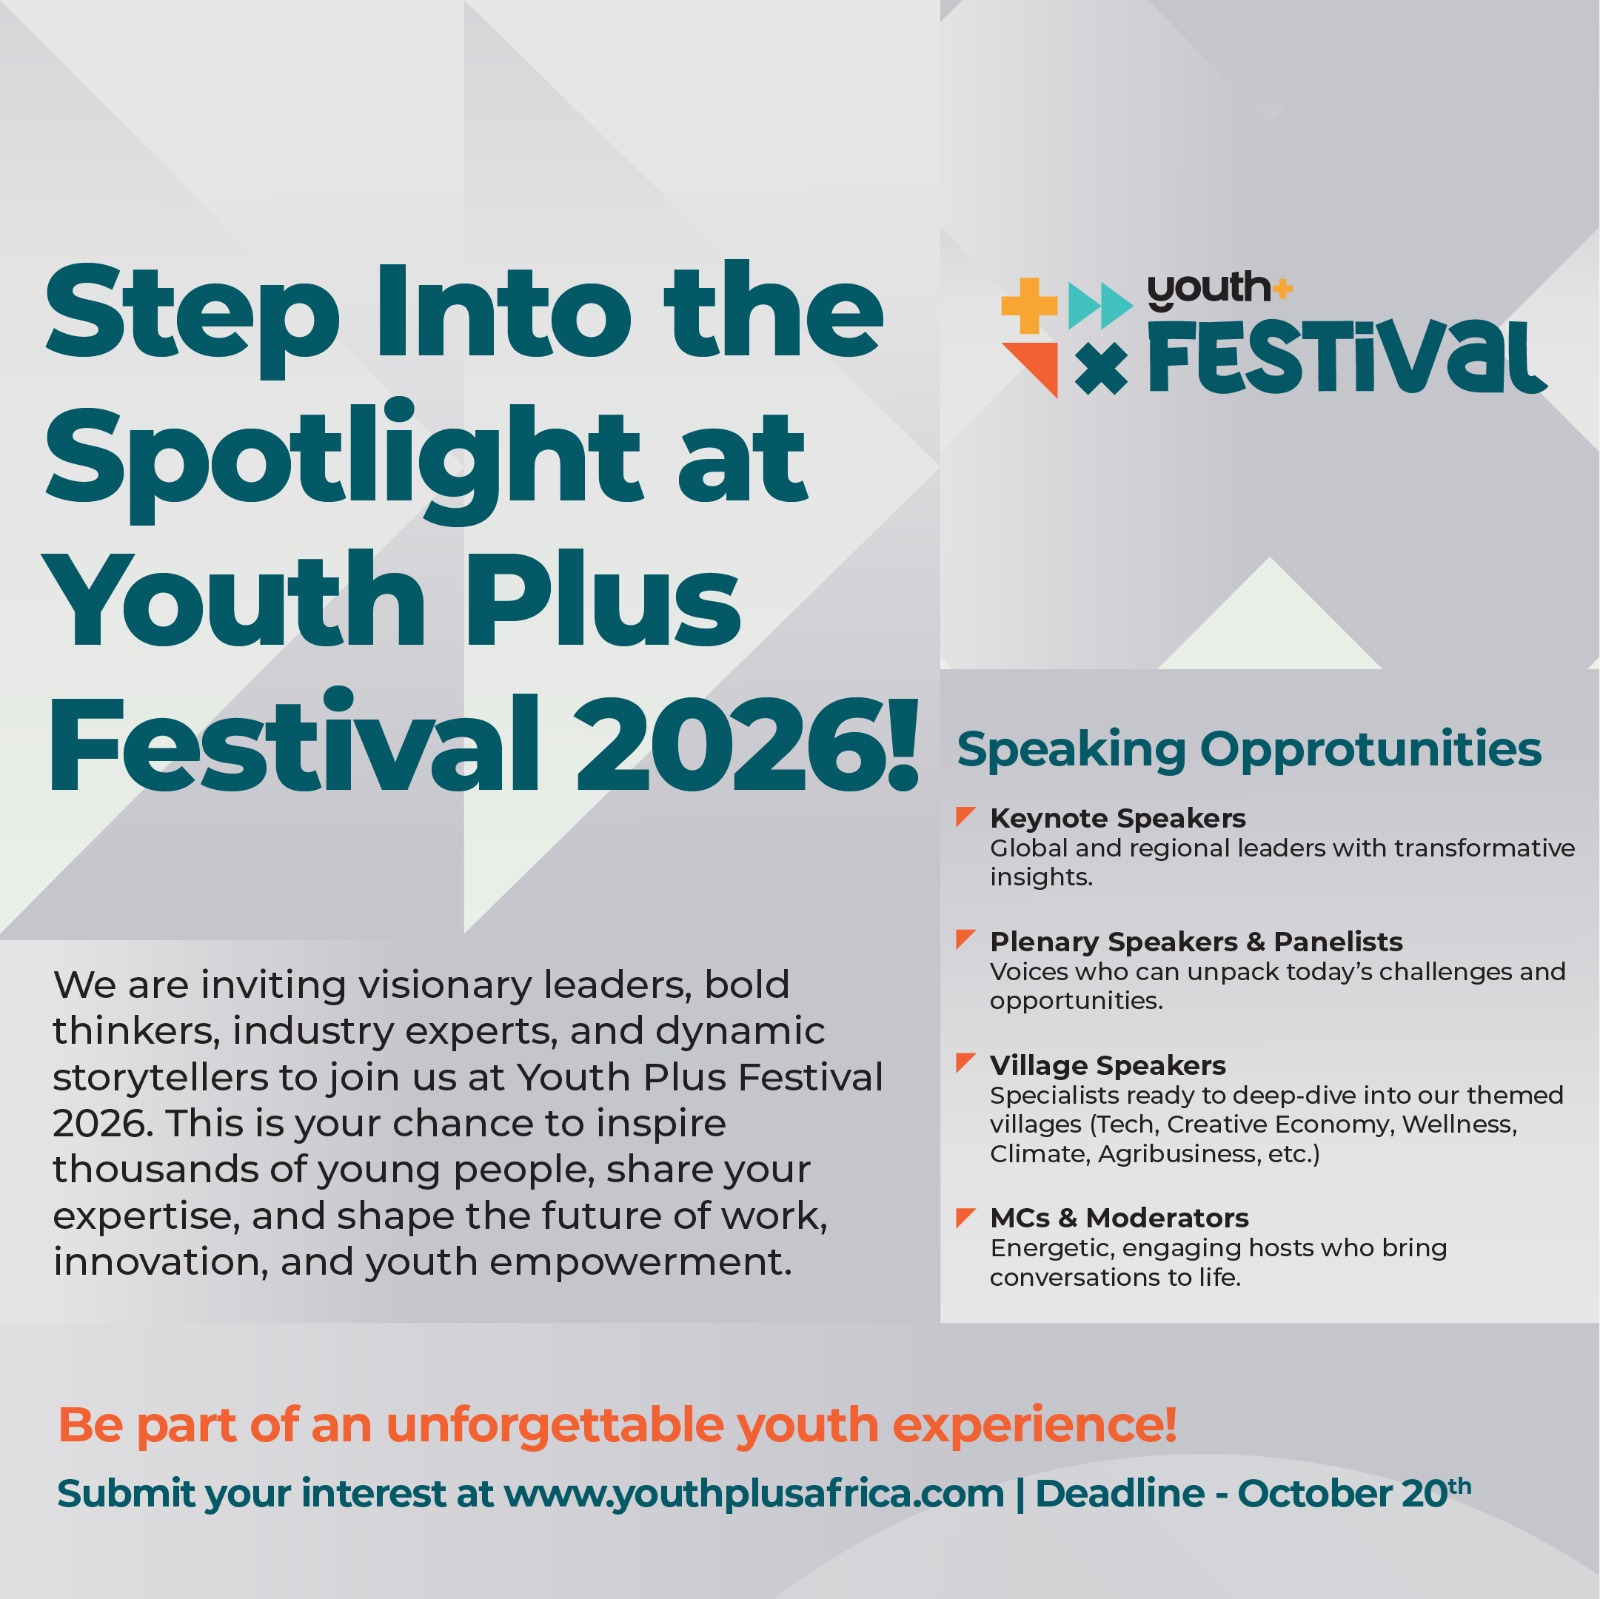 Step Into the
Spotlight at
Youth Plus
Festival 2026!
youth+
FESTiVaL
We are inviting visionary leaders, bold
thinkers, industry experts, and dynamic
storytellers to join us at Youth Plus Festival
2026. This is your chance to inspire
thousands of young people, share your
expertise, and shape the future of work,
innovation, and youth empowerment.
Speaking Opprotunities
Keynote Speakers
Global and regional leaders with transformative
insights.
Plenary Speakers & Panelists
Voices who can unpack today’s challenges and
opportunities.
Village Speakers
Specialists ready to deep-dive into our themed
villages (Tech, Creative Economy, Wellness,
Climate, Agribusiness, etc.)
MCs & Moderators
Energetic, engaging hosts who bring
conversations to life.
Be part of an unforgettable youth experience!
Submit your interest at www.youthplusafrica.com | Deadline - October 20th